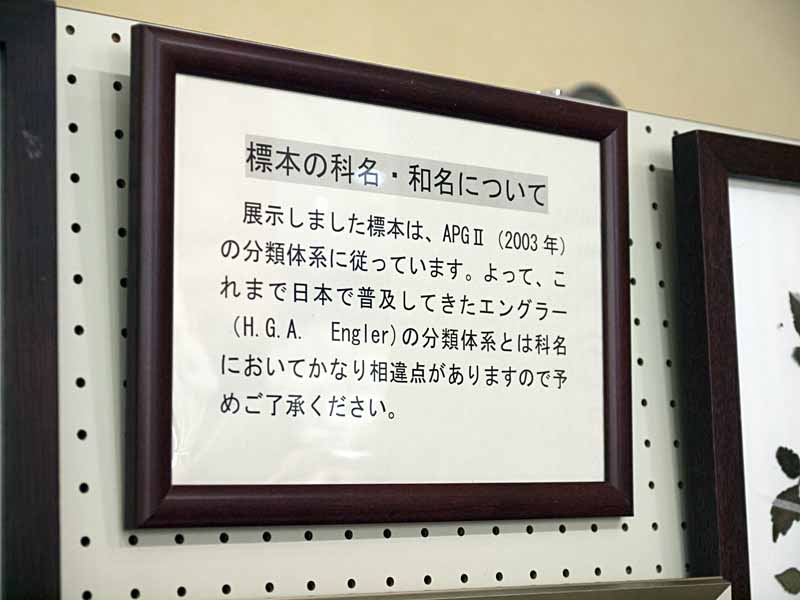 標本の科名・和名について
展示しました標本は、APGⅡ（2003年）
の分類体系に従っています。よって、こ
れまで日本で普及してきたエングラー
（H.G.A.　Engler)の分類体系とは科名
においてかなり相違点がありますので予
めご了承ください。